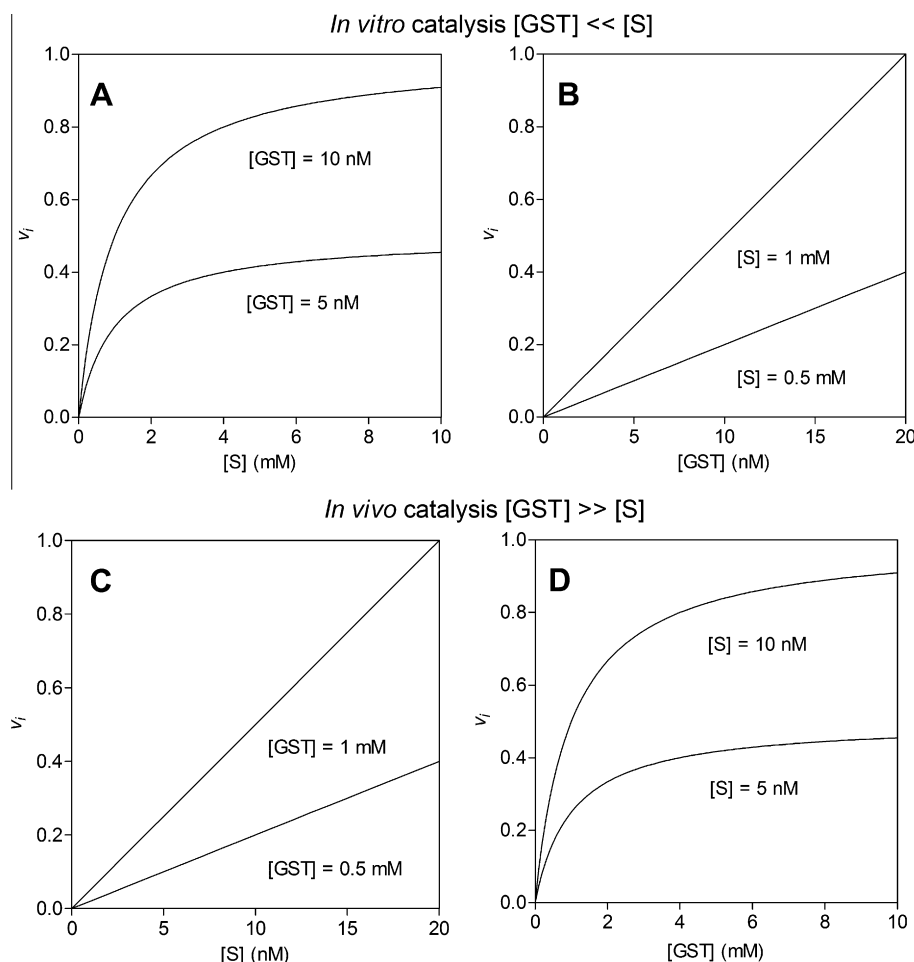 In vitro catalysis [GST] << [S]
A
1.0
0.8
0.6
0.4
0.2
0.0
vi
[GST] = 10 nM
[GST] = 5 nM
0 2 4 6 8 10
[S] (mM)
B
1.0
0.8
0.6
0.4
0.2
0.0
vi
[S] = 1 mM
[S] = 0.5 mM
0 5 10 15 20
[GST] (nM)
In vivo catalysis [GST] >> [S]
C
1.0
0.8
0.6
0.4
0.2
0.0
vi
[GST] = 1 mM
[GST] = 0.5 mM
0 5 10 15 20
[S] (nM)
D
1.0
0.8
0.6
0.4
0.2
0.0
vi
[S] = 10 nM
[S] = 5 nM
0 2 4 6 8 10
[GST] (mM)